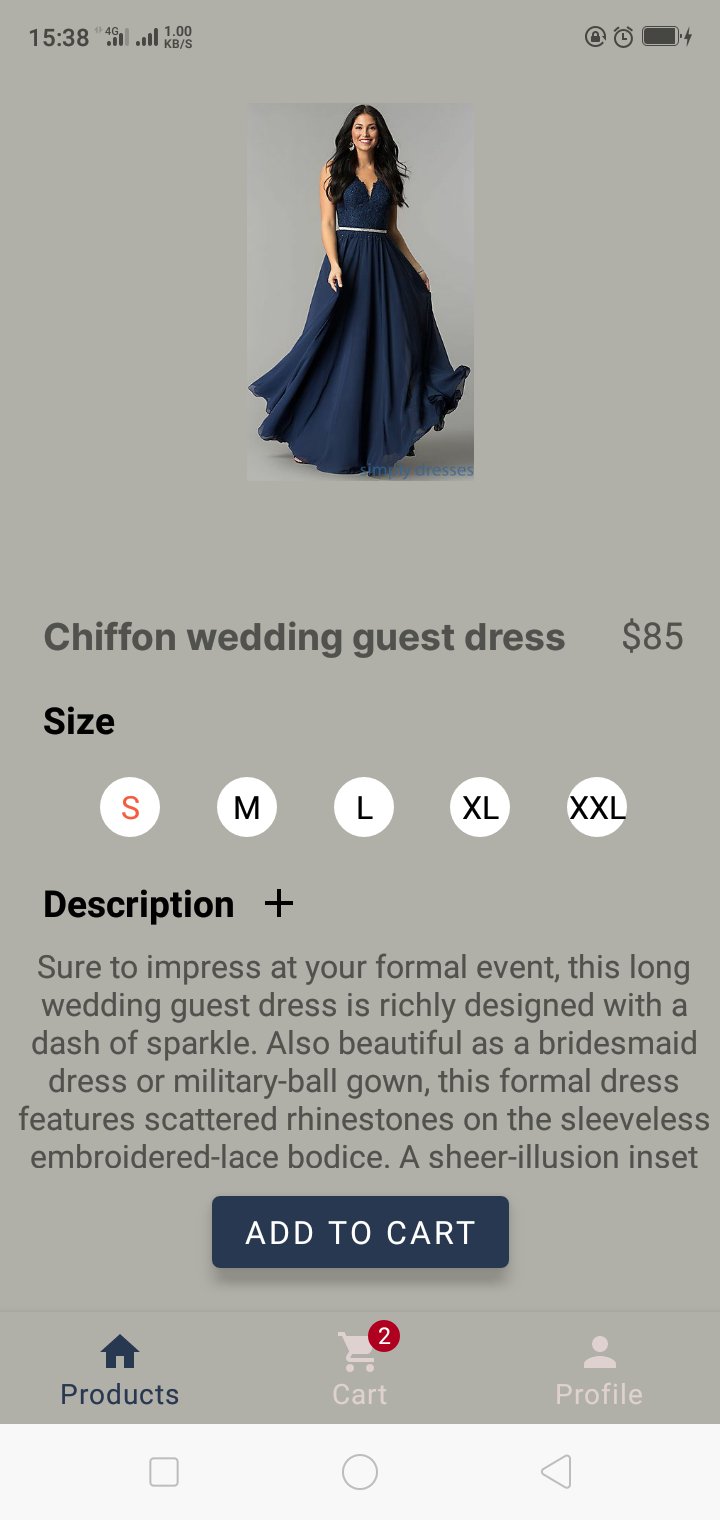 15:38 4G 1.00 KB/S
simply dresses
Chiffon wedding guest dress $85
Size
S M L XL XXL
Description +
Sure to impress at your formal event, this long
wedding guest dress is richly designed with a
dash of sparkle. Also beautiful as a bridesmaid
dress or military-ball gown, this formal dress
features scattered rhinestones on the sleeveless
embroidered-lace bodice. A sheer-illusion inset
ADD TO CART
2
Products Cart Profile